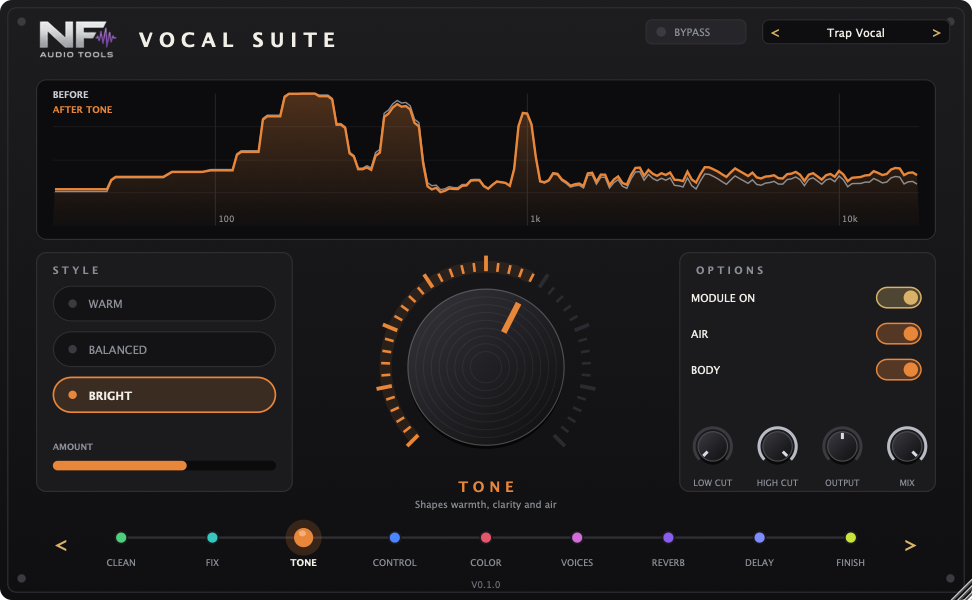 NF
AUDIO TOOLS
VOCAL SUITE
BYPASS
< Trap Vocal >
BEFORE
AFTER TONE
100 1k 10k
STYLE
WARM
BALANCED
BRIGHT
AMOUNT
TONE
Shapes warmth, clarity and air
OPTIONS
MODULE ON
AIR
BODY
LOW CUT HIGH CUT OUTPUT MIX
< >
CLEAN FIX TONE CONTROL COLOR VOICES REVERB DELAY FINISH
V0.1.0